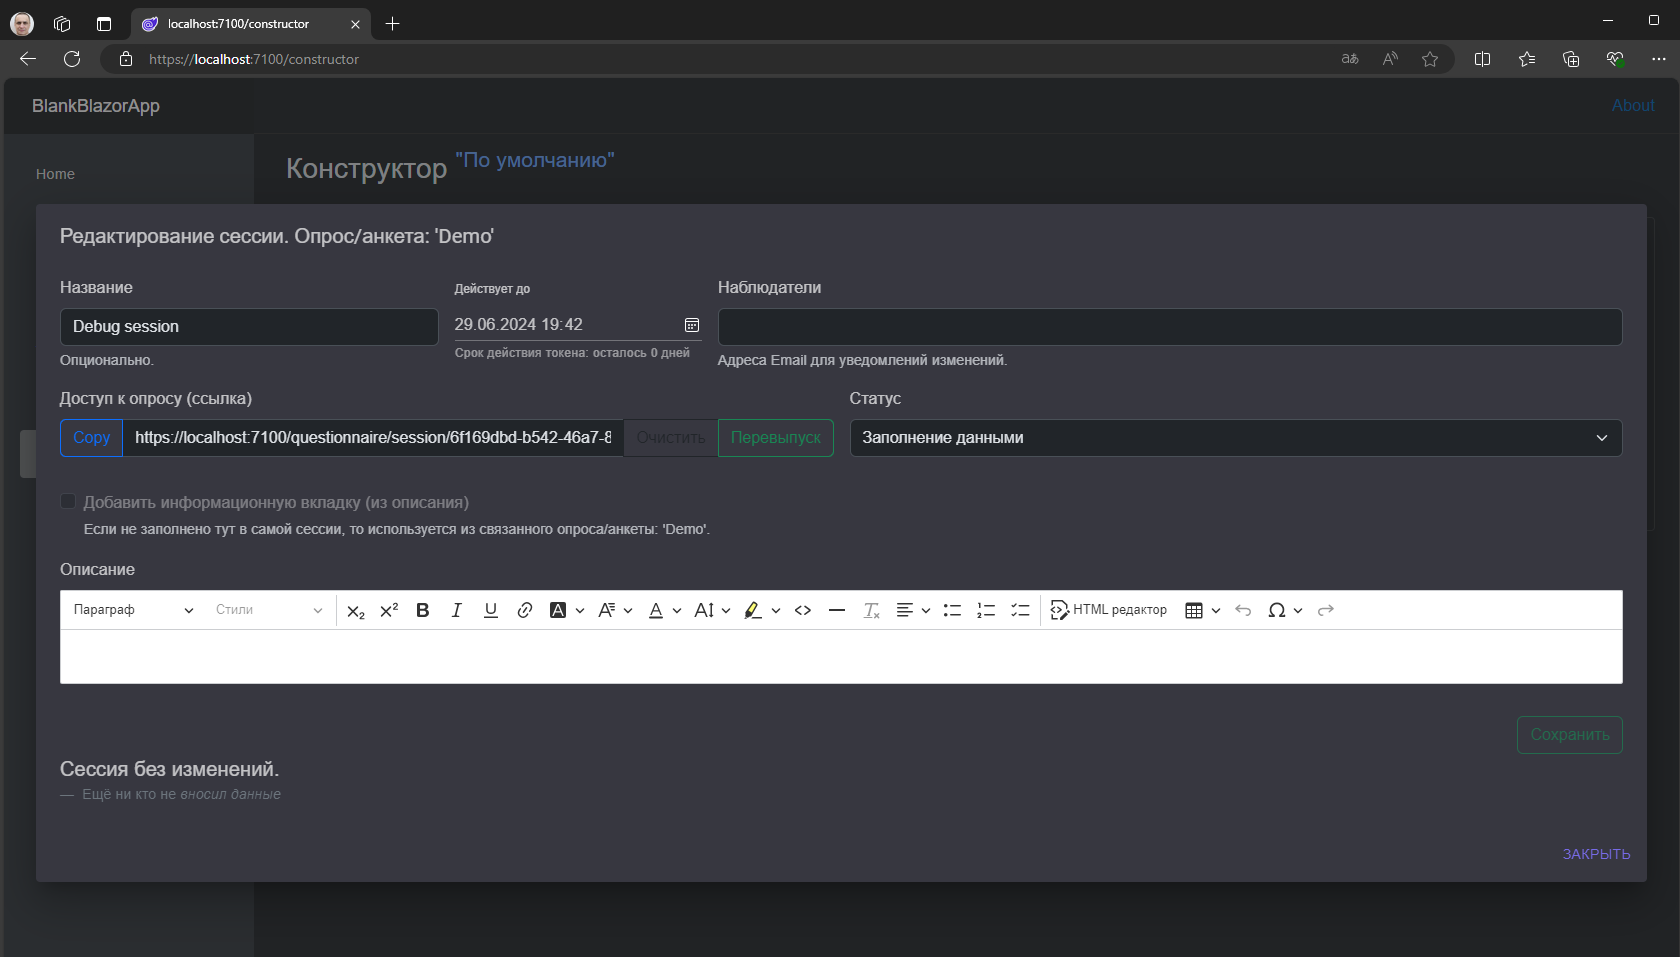 localhost:7100/constructor
https://localhost:7100/constructor
BlankBlazorApp
About
Home
Конструктор "По умолчанию"
Редактирование сессии. Опрос/анкета: 'Demo'
Название
Действует до
Наблюдатели
Debug session
29.06.2024 19:42
Опционально.
Срок действия токена: осталось 0 дней
Адреса Email для уведомлений изменений.
Доступ к опросу (ссылка)
Статус
Copy
https://localhost:7100/questionnaire/session/6f169dbd-b542-46a7-8
Очистить
Перевыпуск
Заполнение данными
Добавить информационную вкладку (из описания)
Если не заполнено тут в самой сессии, то используется из связанного опроса/анкеты: 'Demo'.
Описание
Параграф
Стили
HTML редактор
Сохранить
Сессия без изменений.
— Ещё ни кто не вносил данные
ЗАКРЫТЬ